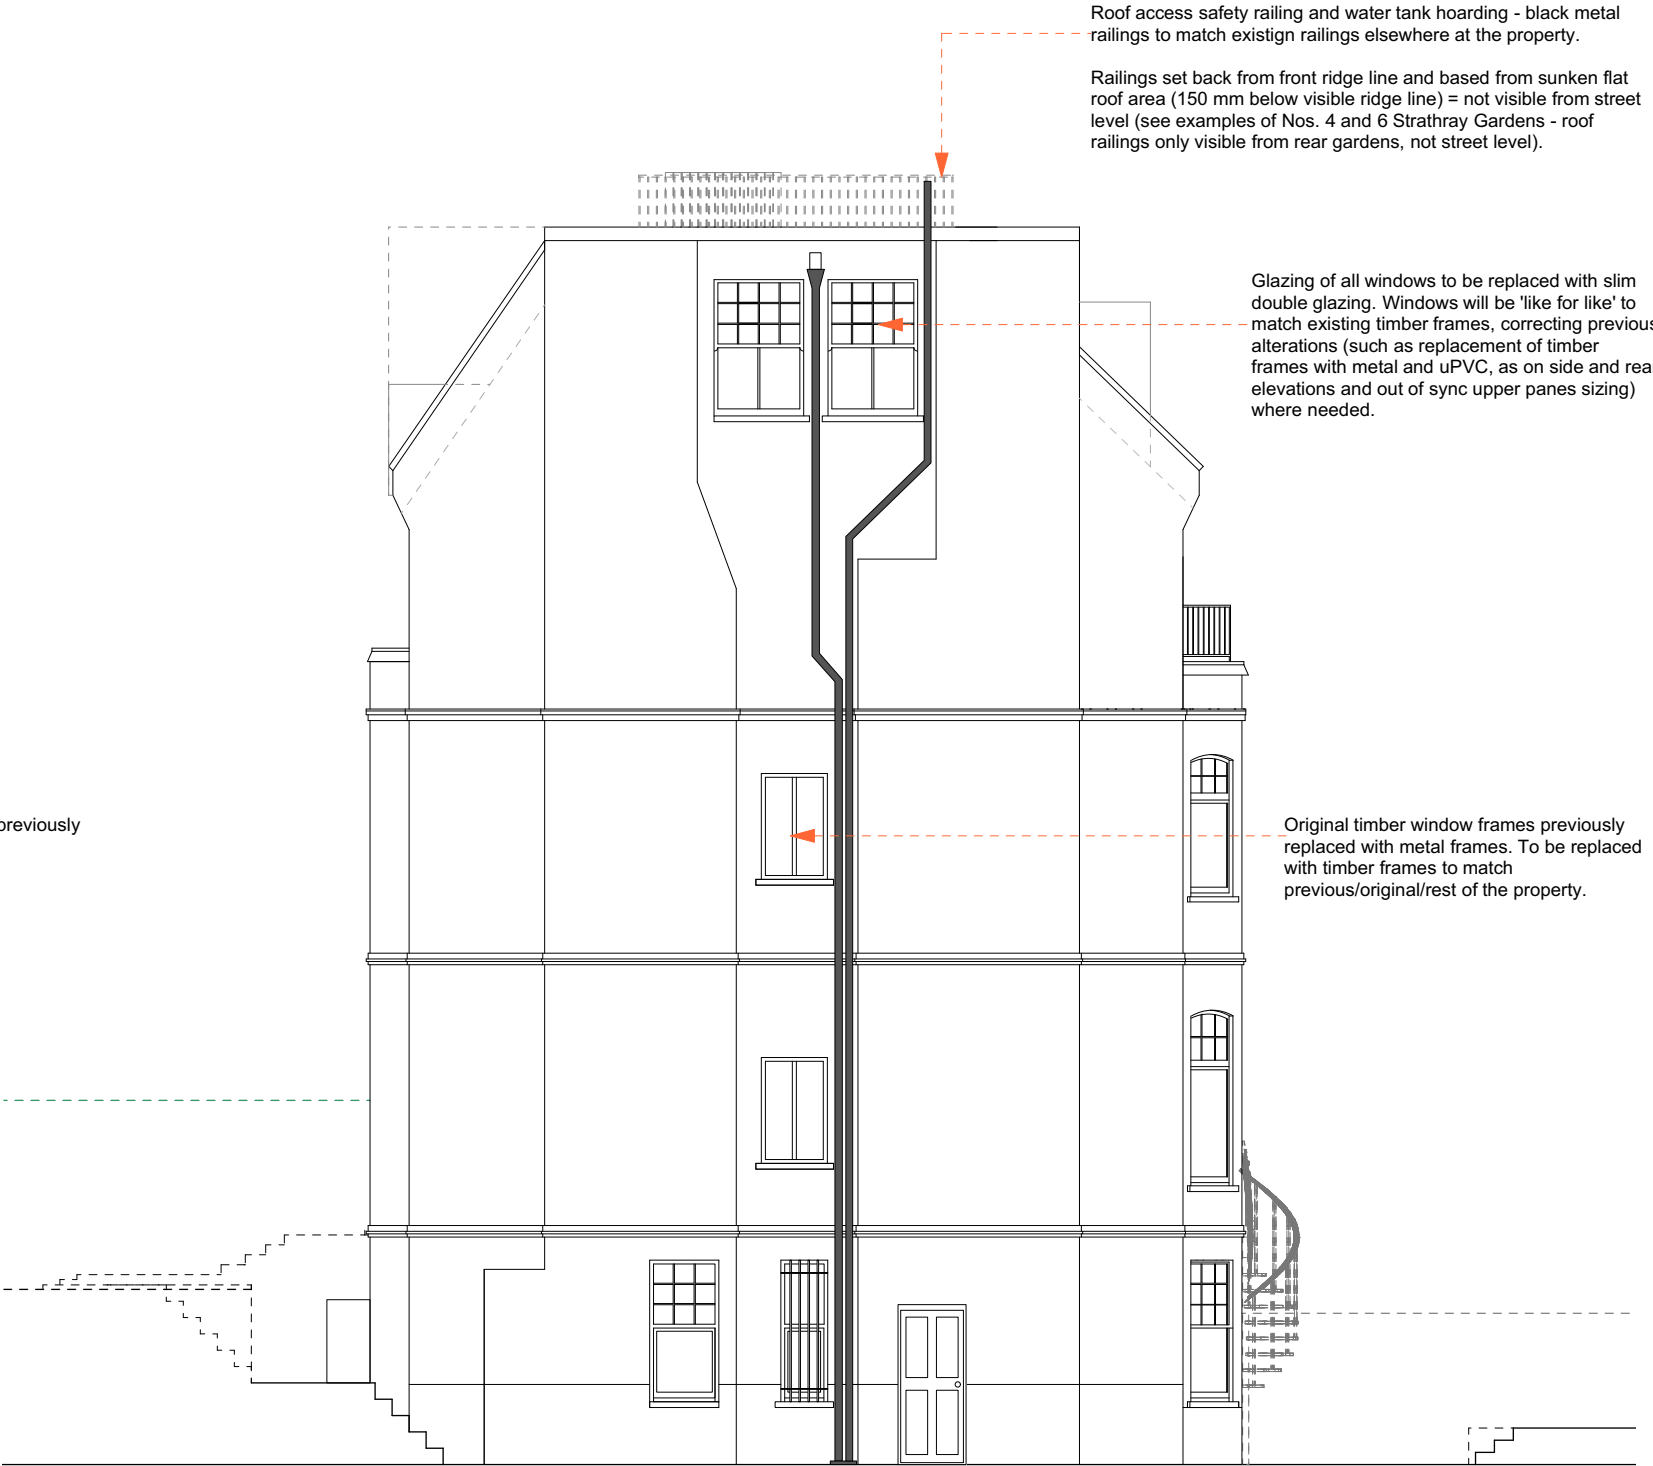 Roof access safety railing and water tank hoarding - black metal
railings to match existign railings elsewhere at the property.
Railings set back from front ridge line and based from sunken flat
roof area (150 mm below visible ridge line) = not visible from street
level (see examples of Nos. 4 and 6 Strathray Gardens - roof
railings only visible from rear gardens, not street level).
Glazing of all windows to be replaced with slim
double glazing. Windows will be 'like for like' to
match existing timber frames, correcting previous
alterations (such as replacement of timber
frames with metal and uPVC, as on side and rea
elevations and out of sync upper panes sizing)
where needed.
previously
Original timber window frames previously
replaced with metal frames. To be replaced
with timber frames to match
previous/original/rest of the property.